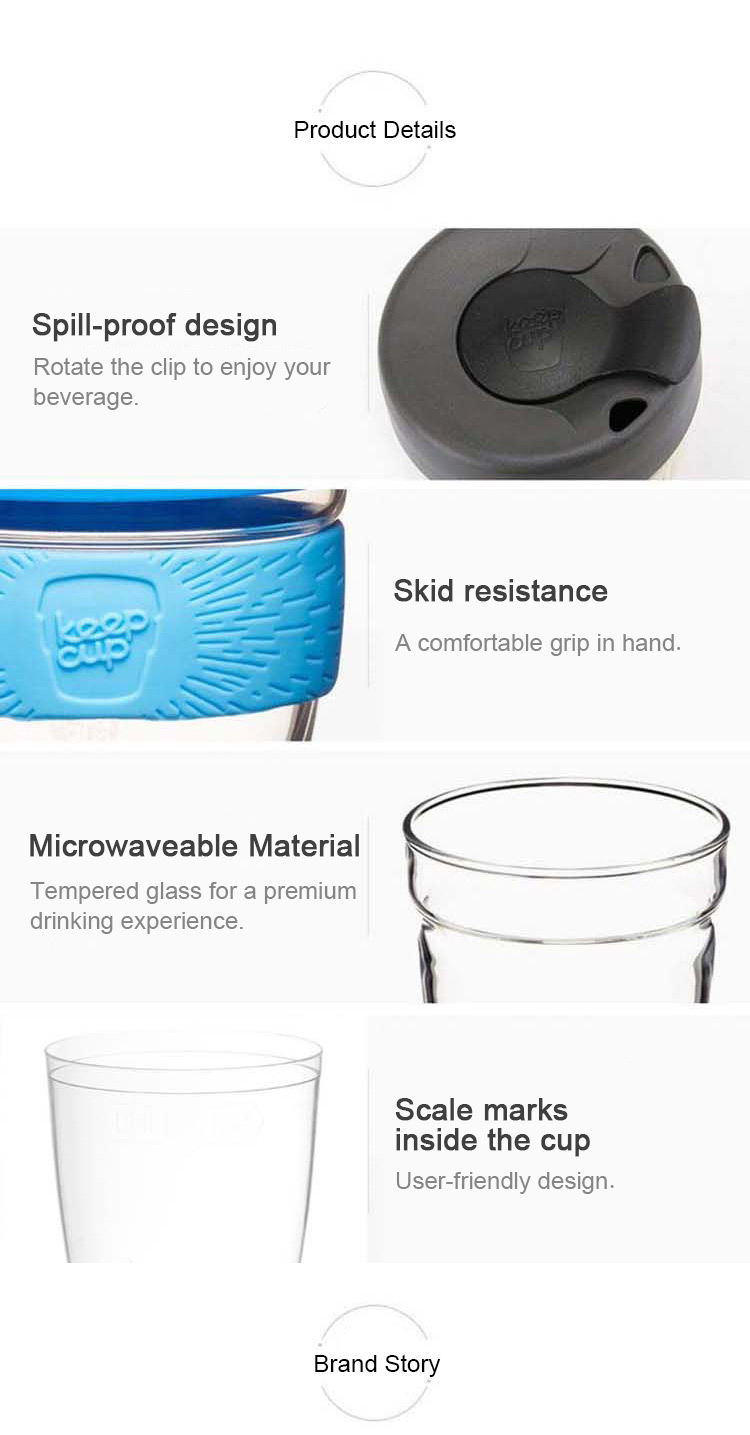 Product Details
Spill-proof design
Rotate the clip to enjoy your
beverage.
keep
cup
keep
cup
Skid resistance
A comfortable grip in hand.
Microwaveable Material
Tempered glass for a premium
drinking experience.
Scale marks
inside the cup
User-friendly design.
Brand Story